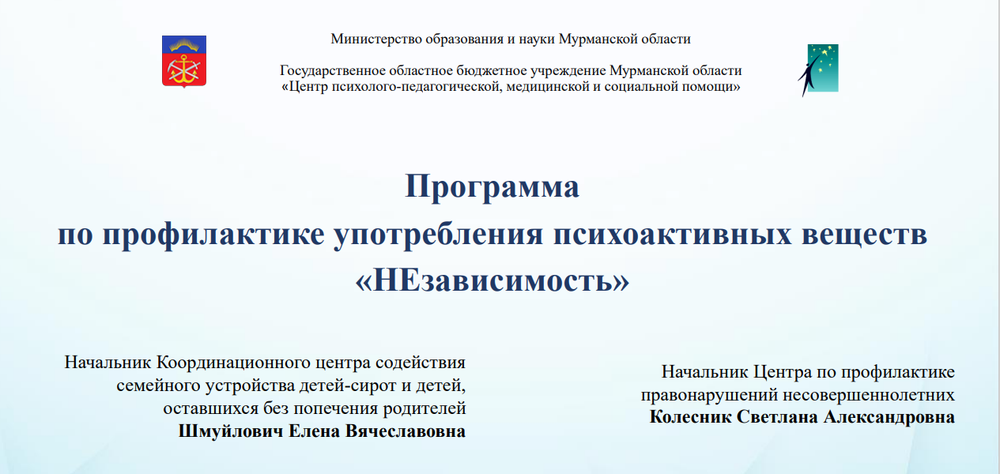 Министерство образования и науки Мурманской области
Государственное областное бюджетное учреждение Мурманской области
«Центр психолого-педагогической, медицинской и социальной помощи»
Программа
по профилактике употребления психоактивных веществ
«НЕзависимость»
Начальник Координационного центра содействия
семейного устройства детей-сирот и детей,
оставшихся без попечения родителей
Шмуйлович Елена Вячеславовна
Начальник Центра по профилактике
правонарушений несовершеннолетних
Колесник Светлана Александровна